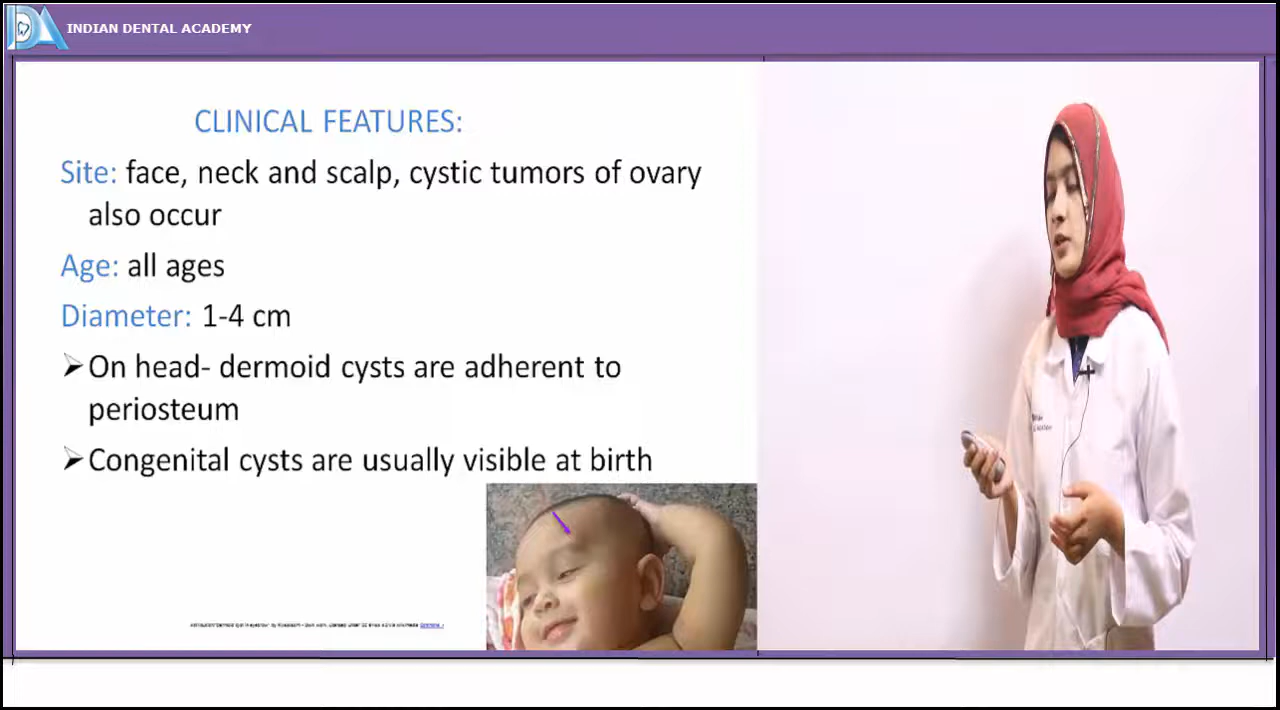 INDIAN DENTAL ACADEMY
CLINICAL FEATURES:
Site: face, neck and scalp, cystic tumors of ovary
also occur
Age: all ages
Diameter: 1-4 cm
➢On head- dermoid cysts are adherent to
periosteum
➢Congenital cysts are usually visible at birth